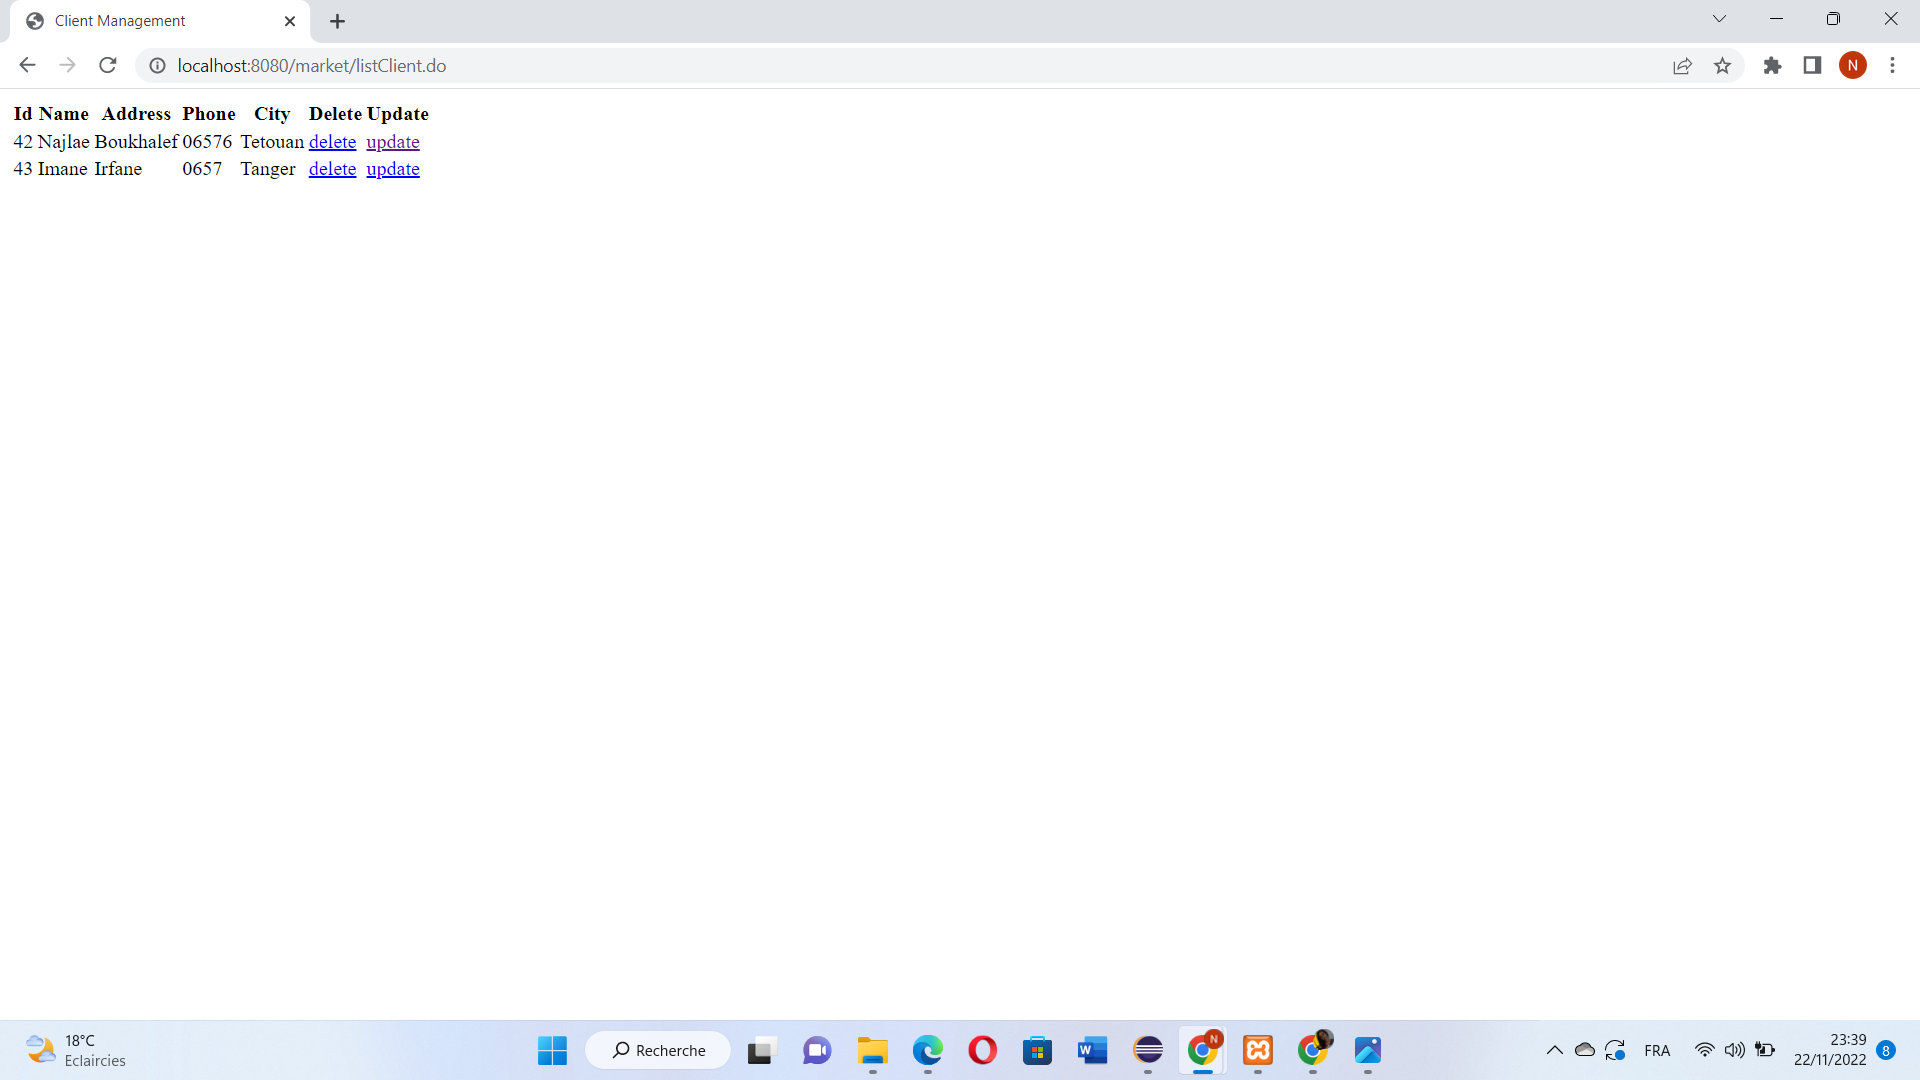 Client Management
localhost:8080/market/listClient.do
N
Id Name Address Phone City Delete Update
42 Najlae Boukhalef 06576 Tetouan delete update
43 Imane Irfane 0657 Tanger delete update
18°C
Eclaircies
Recherche
W
N
FRA
23:39
22/11/2022
8